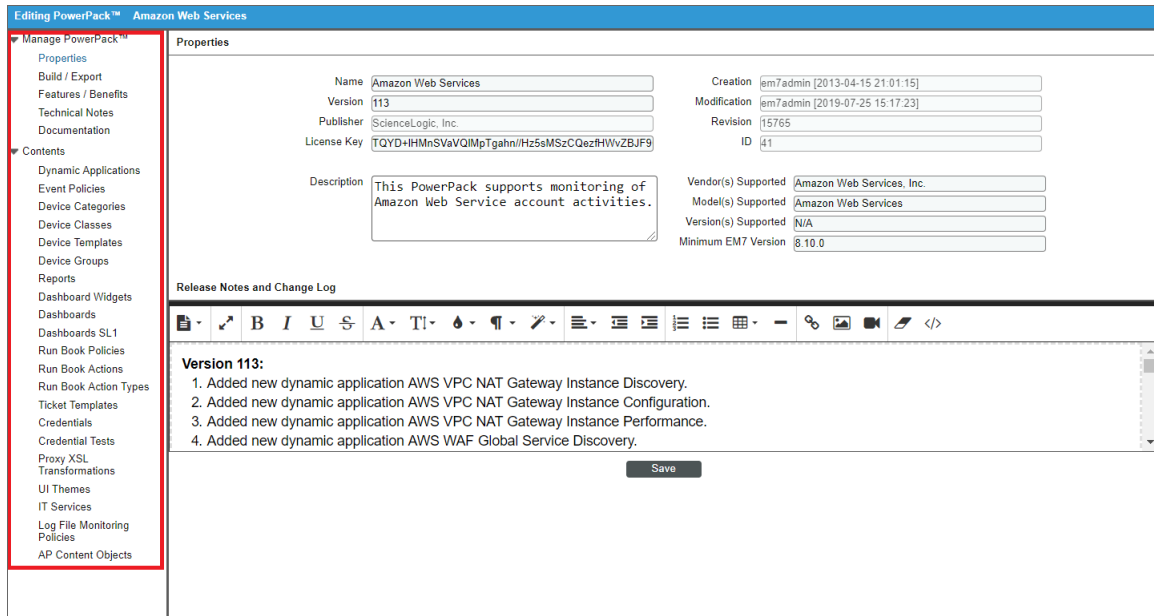 Editing PowerPack™ Amazon Web Services
Manage PowerPack™
Properties
Build / Export
Features / Benefits
Technical Notes
Documentation
Contents
Dynamic Applications
Event Policies
Device Categories
Device Classes
Device Templates
Device Groups
Reports
Dashboard Widgets
Dashboards
Dashboards SL1
Run Book Policies
Run Book Actions
Run Book Action Types
Ticket Templates
Credentials
Credential Tests
Proxy XSL
Transformations
UI Themes
IT Services
Log File Monitoring
Policies
AP Content Objects
Properties
Name Amazon Web Services
Version 113
Publisher ScienceLogic, Inc.
License Key TQYD+IHMnSVaVQIMpTgahn//Hz5sMSzCQezfHWvZBJF9
Description This PowerPack supports monitoring of
Amazon Web Service account activities.
Creation em7admin [2013-04-15 21:01:15]
Modification em7admin [2019-07-25 15:17:23]
Revision 15765
ID 41
Vendor(s) Supported Amazon Web Services, Inc.
Model(s) Supported Amazon Web Services
Version(s) Supported N/A
Minimum EM7 Version 8.10.0
Release Notes and Change Log
B I U S A T
Version 113:
1. Added new dynamic application AWS VPC NAT Gateway Instance Discovery.
2. Added new dynamic application AWS VPC NAT Gateway Instance Configuration.
3. Added new dynamic application AWS VPC NAT Gateway Instance Performance.
4. Added new dynamic application AWS WAF Global Service Discovery.
Save